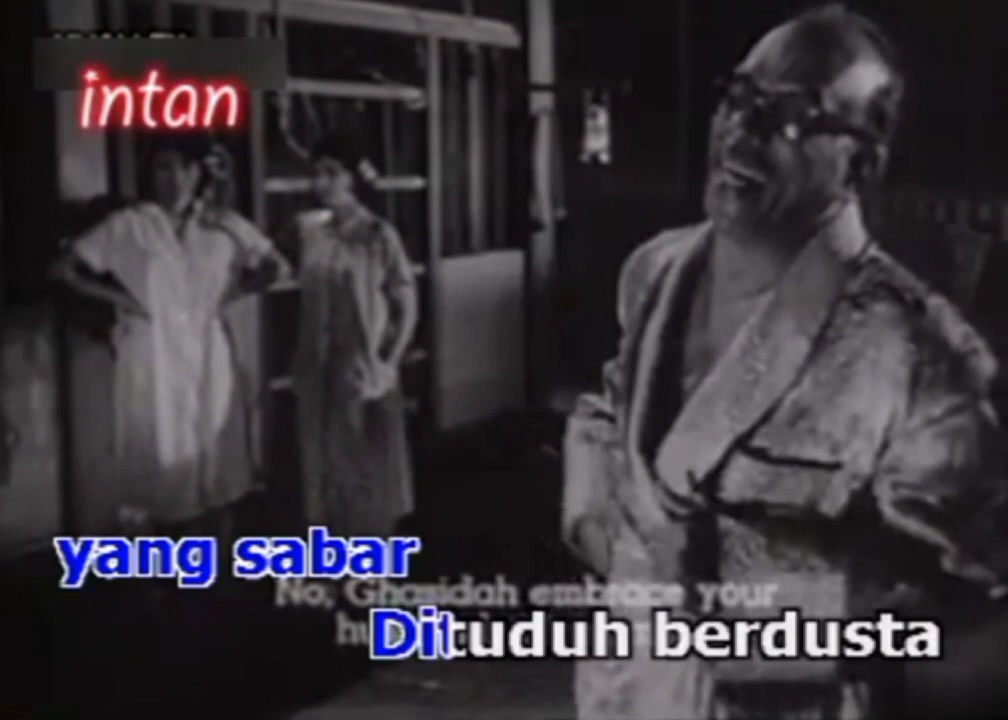 intan
yang sabar
No, Ghasidah embrace your
Dituduh berdusta